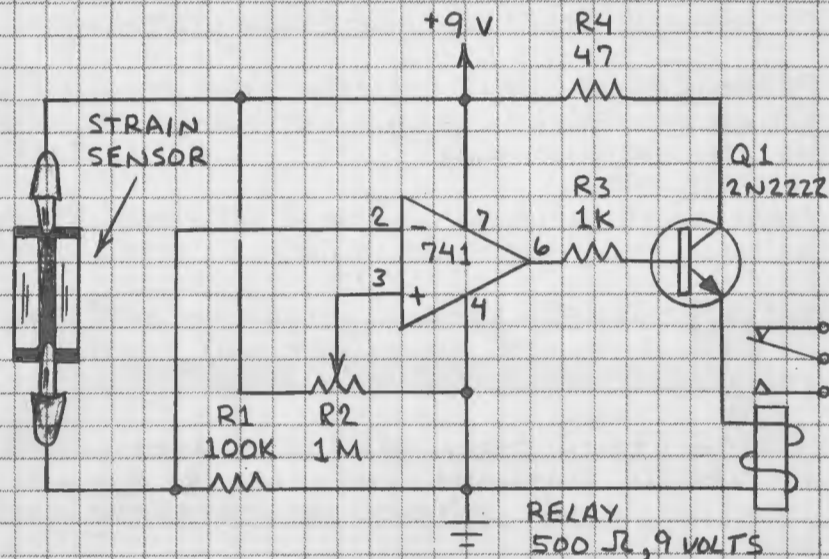 +9 V
R4
47
STRAIN
SENSOR
Q1
2N2222
R3
1K
2
-
7
741
6
3
+
4
R1
100K
R2
1M
RELAY
500 Ω, 9 VOLTS